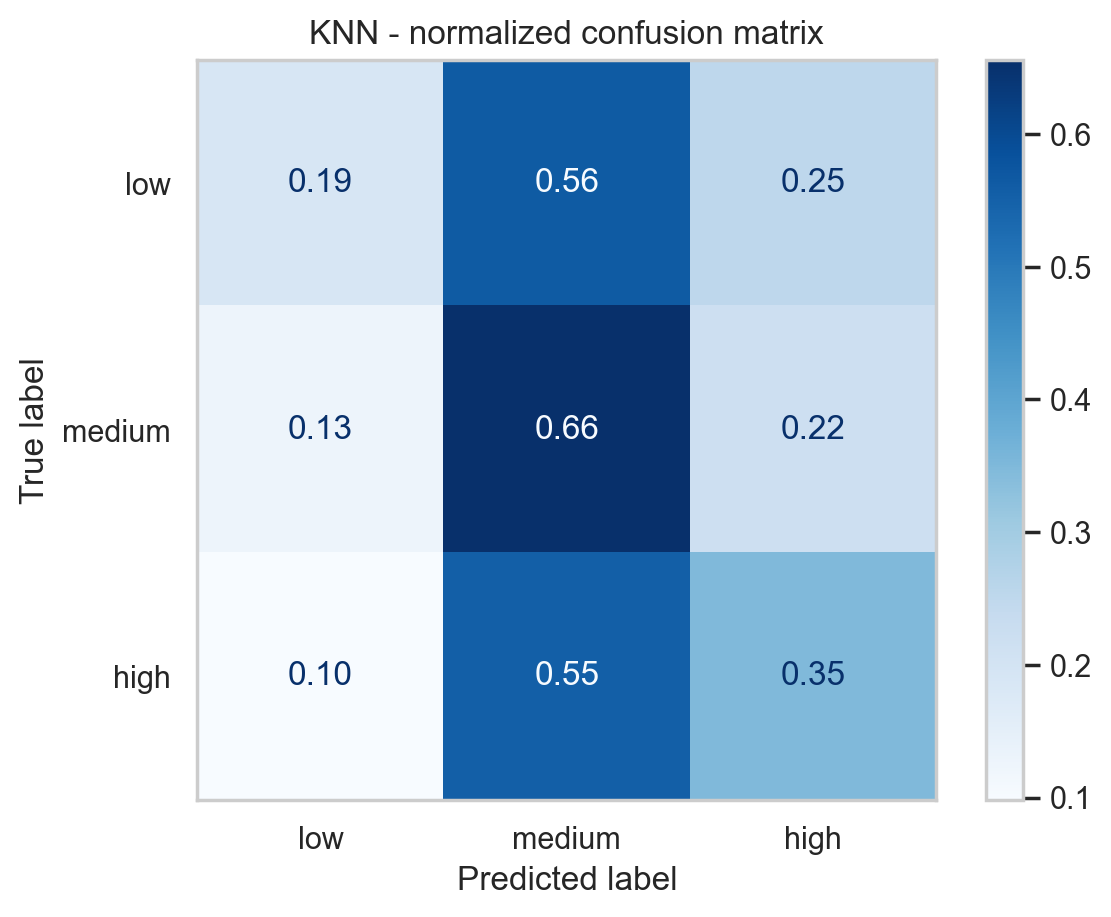 KNN - normalized confusion matrix
low 0.19 0.56 0.25
medium 0.13 0.66 0.22
high 0.10 0.55 0.35
low medium high
Predicted label
True label
0.6
0.5
0.4
0.3
0.2
0.1